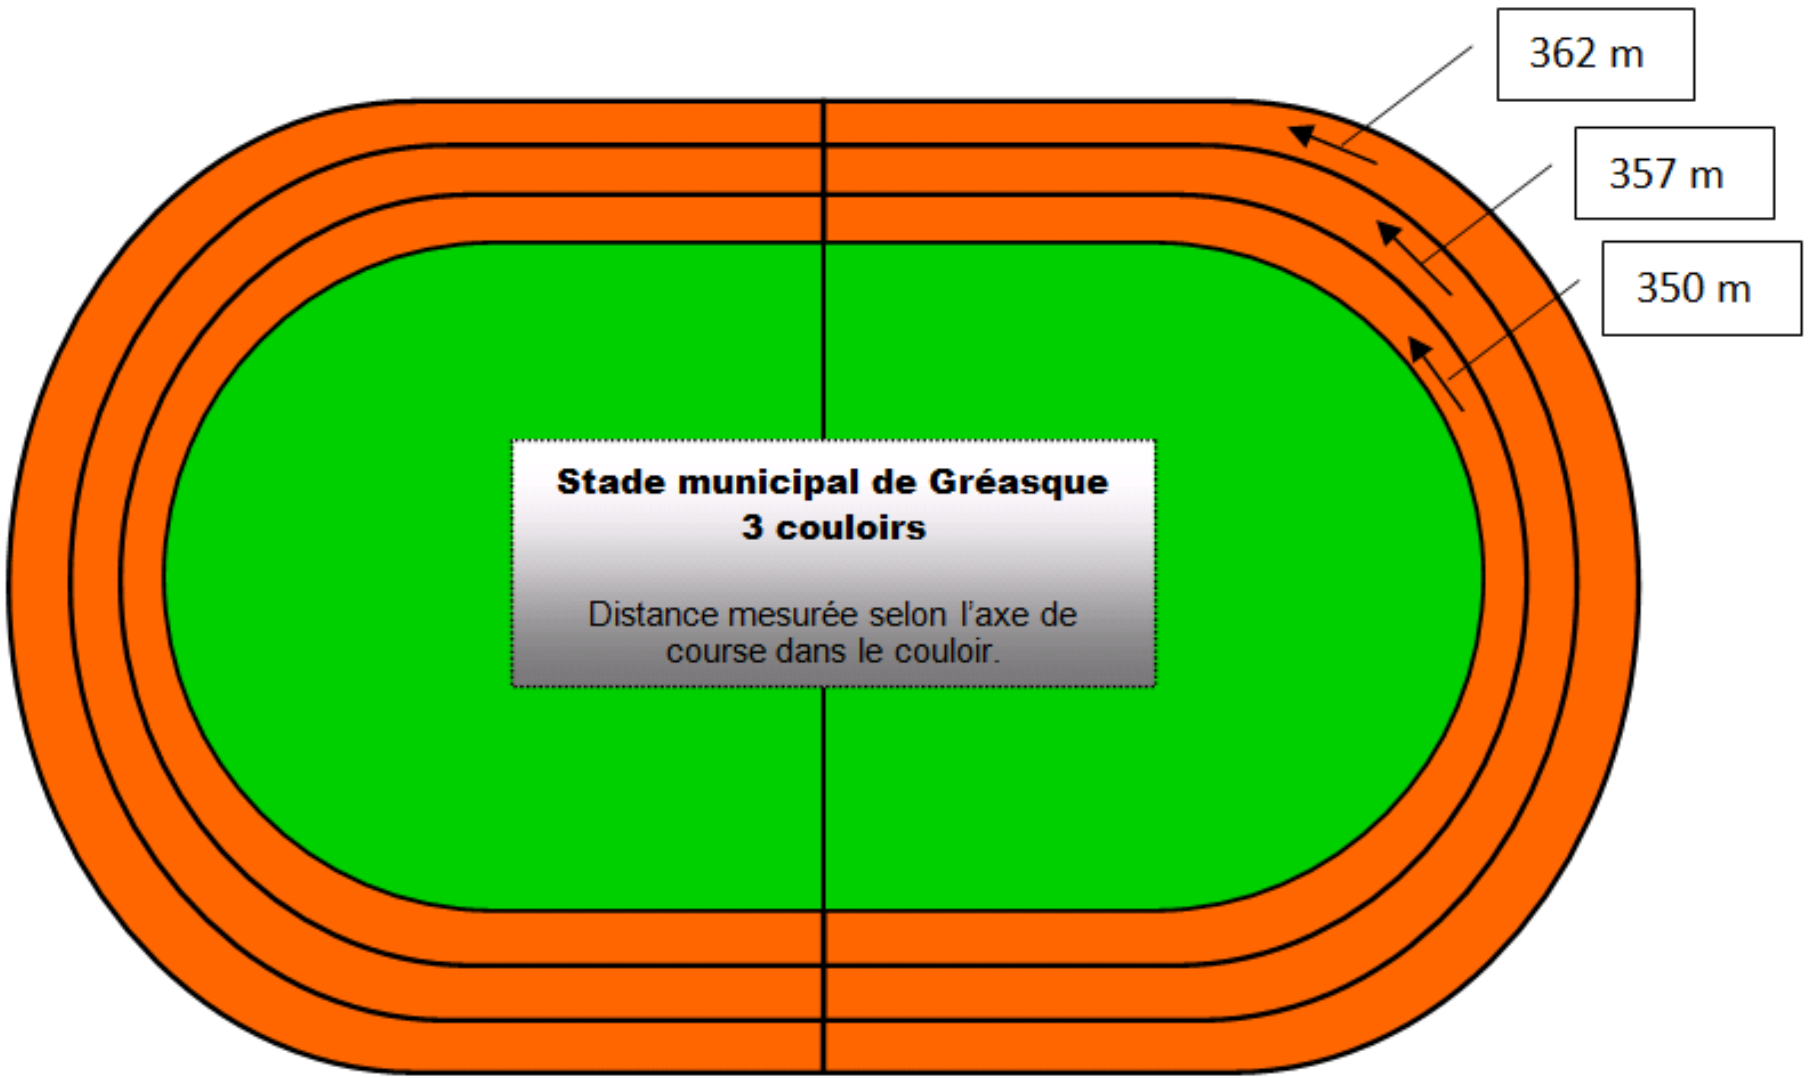 362 m
357 m
350 m
Stade municipal de Gréasque
3 couloirs
Distance mesurée selon l'axe de
course dans le couloir.